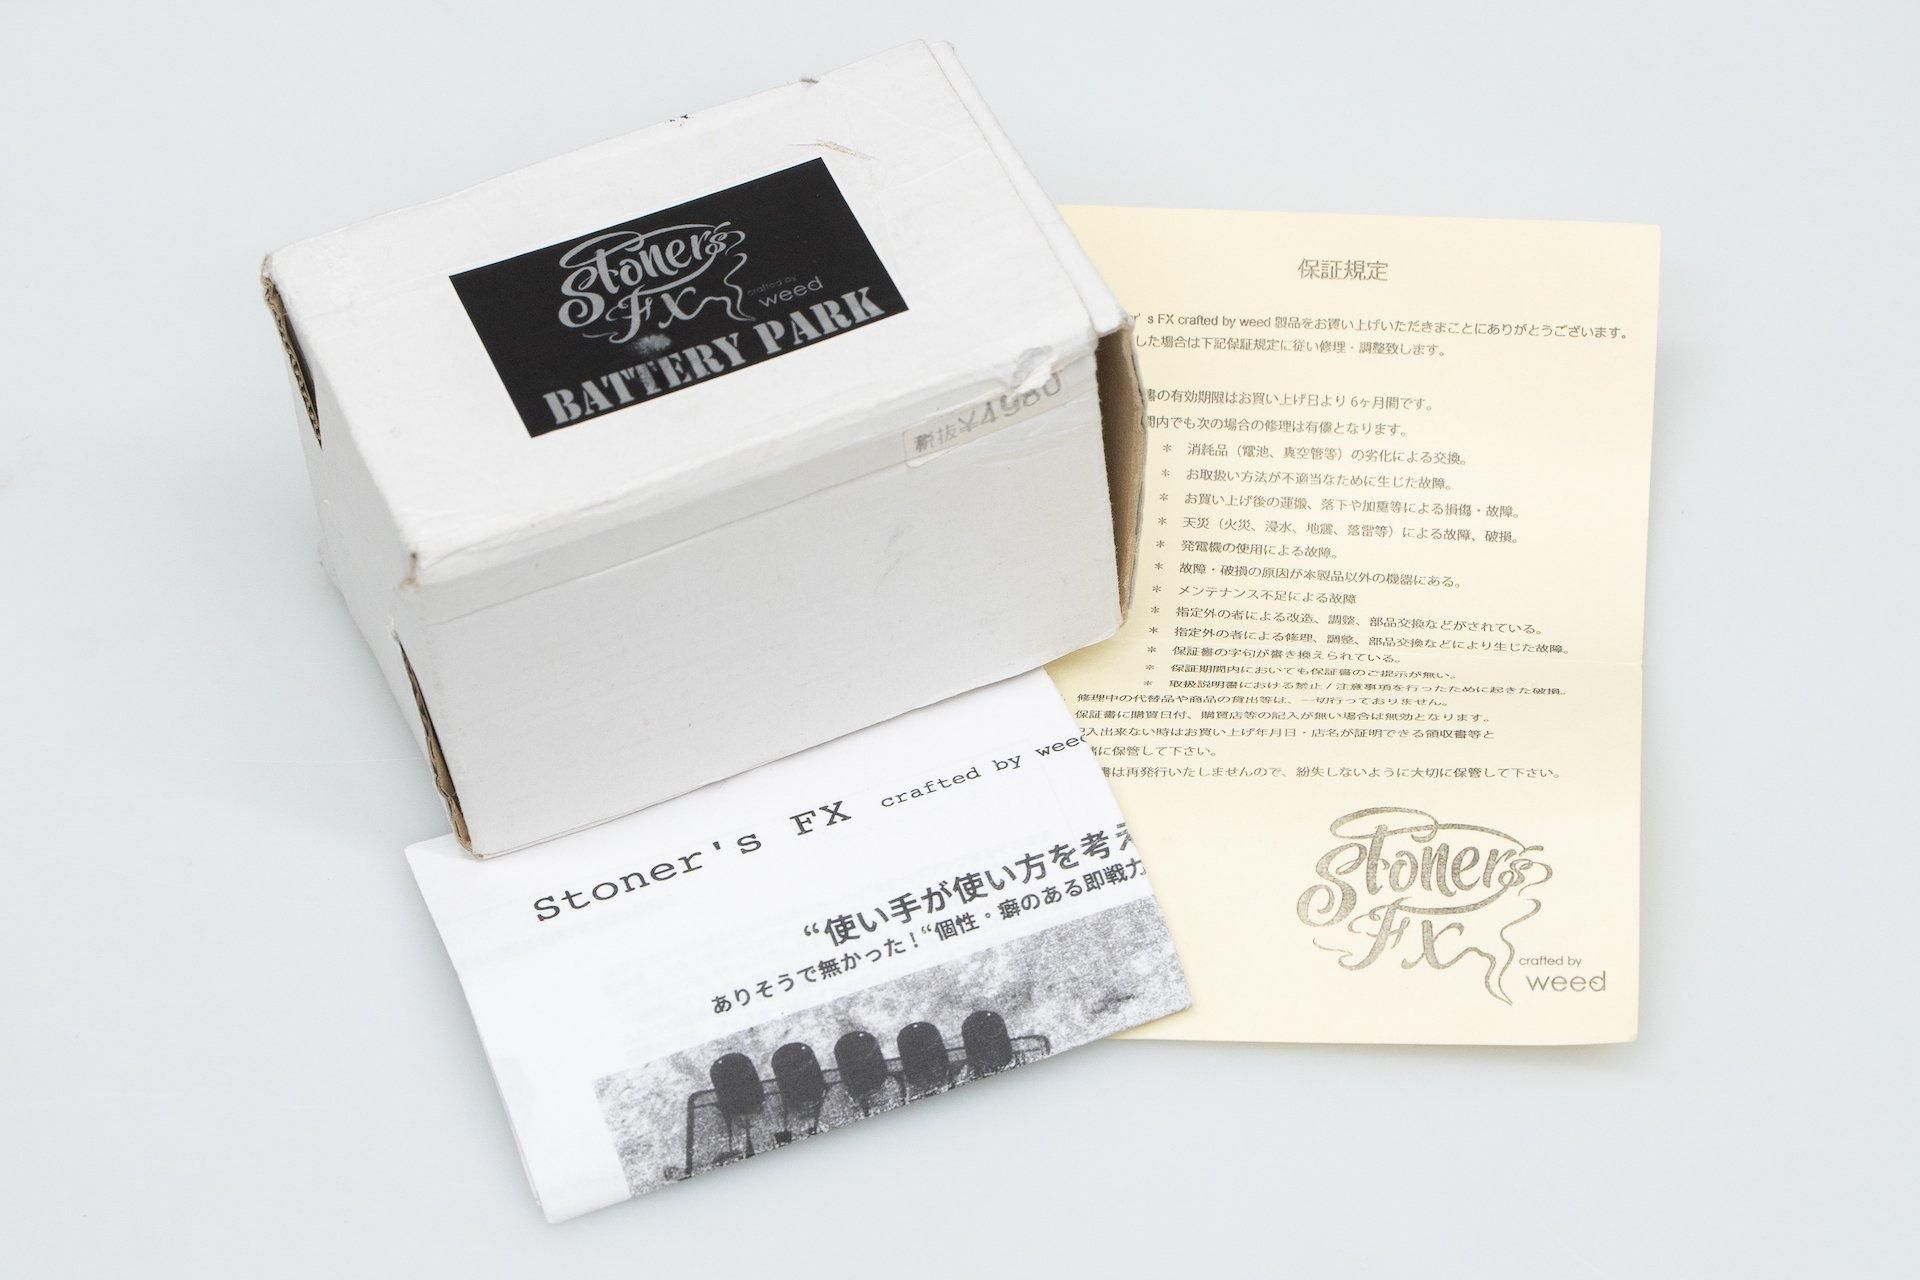 Stoner's
FX
crafted by
weed
BATTERY PARK
税抜¥4980
保証規定
r's FX crafted by weed 製品をお買い上げいただきまことにありがとうございます。
した場合は下記保証規定に従い修理・調整致します。
書の有効期限はお買い上げ日より6ヶ月間です。
間内でも次の場合の修理は有償となります。
* 消耗品（電池、真空管等）の劣化による交換。
* お取扱い方法が不適当なために生じた故障。
* お買い上げ後の運搬、落下や加重等による損傷・故障。
* 天災（火災、浸水、地震、落雷等）による故障、破損。
* 発電機の使用による故障。
* 故障・破損の原因が本製品以外の機器にある。
* メンテナンス不足による故障
* 指定外の者による改造、調整、部品交換などがされている。
* 指定外の者による修理、調整、部品交換などにより生じた故障。
* 保証書の字句が書き換えられている。
* 保証期間内においても保証書のご提示が無い。
* 取扱説明書における禁止/注意事項を行ったために起きた破損。
修理中の代替品や商品の貸出等は、一切行っておりません。
保証書に購買日付、購買店等の記入が無い場合は無効となります。
記入出来ない時はお買い上げ年月日・店名が証明できる領収書等と
緒に保管して下さい。
書は再発行いたしませんので、紛失しないように大切に保管して下さい。
Stoner's
FX
crafted by
weed
Stoner's FX crafted by weed
“使い手が使い方を考え
ありそうで無かった！“個性・癖のある即戦力